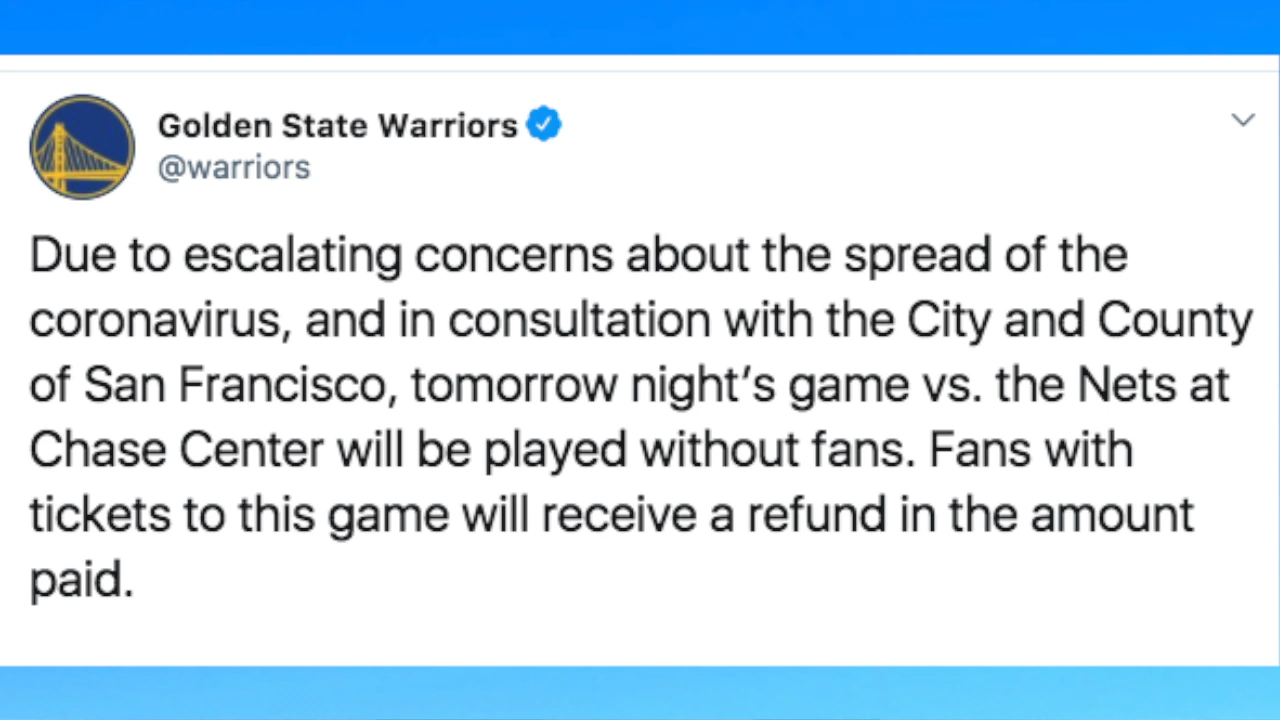 Golden State Warriors
@warriors
Due to escalating concerns about the spread of the
coronavirus, and in consultation with the City and County
of San Francisco, tomorrow night’s game vs. the Nets at
Chase Center will be played without fans. Fans with
tickets to this game will receive a refund in the amount
paid.